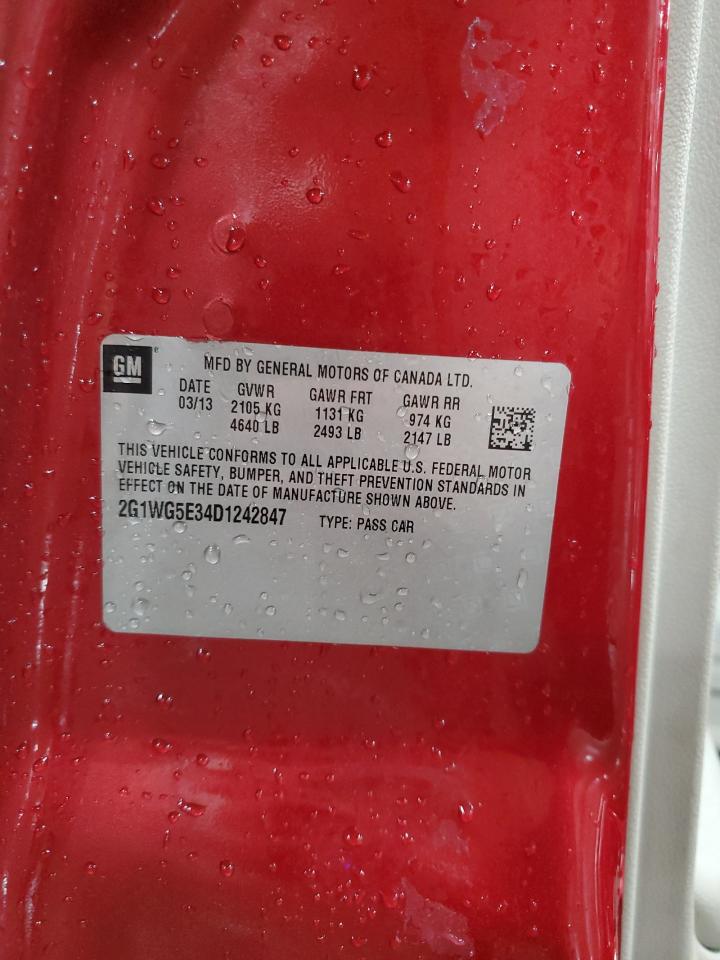 GM
MFD BY GENERAL MOTORS OF CANADA LTD.
DATE GVWR GAWR FRT GAWR RR
03/13 2105 KG 1131 KG 974 KG
4640 LB 2493 LB 2147 LB
THIS VEHICLE CONFORMS TO ALL APPLICABLE U.S. FEDERAL MOTOR
VEHICLE SAFETY, BUMPER, AND THEFT PREVENTION STANDARDS IN
EFFECT ON THE DATE OF MANUFACTURE SHOWN ABOVE.
2G1WG5E34D1242847 TYPE: PASS CAR